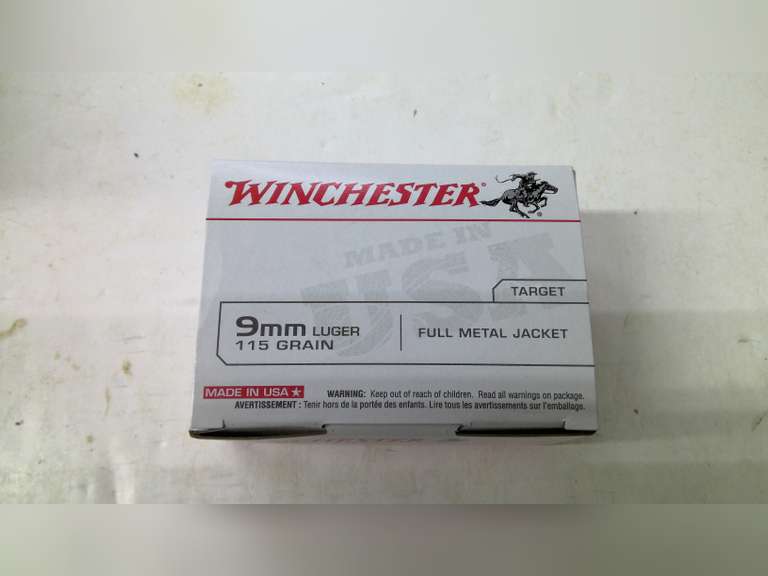 WINCHESTER®
MADE IN
USA
TARGET
9mm LUGER
115 GRAIN
FULL METAL JACKET
MADE IN USA★
WARNING: Keep out of reach of children. Read all warnings on package.
AVERTISSEMENT : Tenir hors de la portée des enfants. Lire tous les avertissements sur l'emballage.